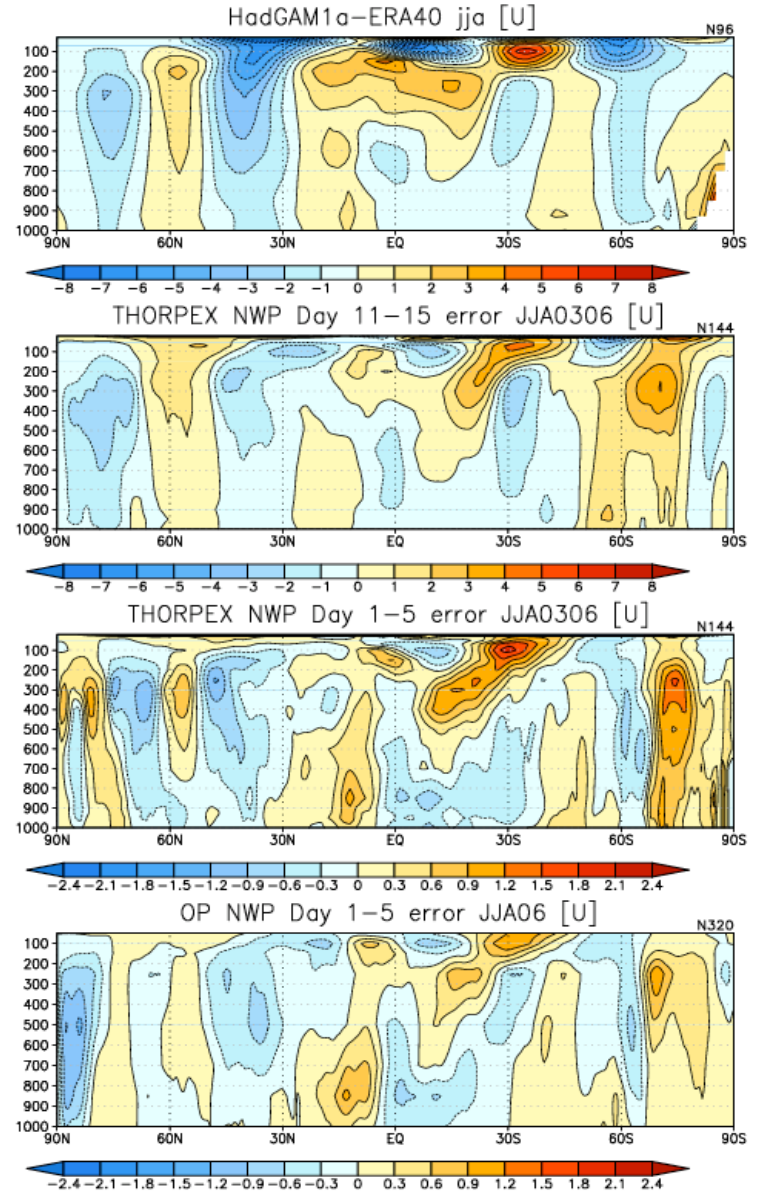 HadGAM1a-ERA40 jja [U]
N96
100
200
300
400
500
600
700
800
900
1000
90N 60N 30N EQ 30S 60S 90S
-8 -7 -6 -5 -4 -3 -2 -1 0 1 2 3 4 5 6 7 8
THORPEX NWP Day 11-15 error JJA0306 [U]
N144
100
200
300
400
500
600
700
800
900
1000
90N 60N 30N EQ 30S 60S 90S
-8 -7 -6 -5 -4 -3 -2 -1 0 1 2 3 4 5 6 7 8
THORPEX NWP Day 1-5 error JJA0306 [U]
N144
100
200
300
400
500
600
700
800
900
1000
90N 60N 30N EQ 30S 60S 90S
-2.4 -2.1 -1.8 -1.5 -1.2 -0.9 -0.6 -0.3 0 0.3 0.6 0.9 1.2 1.5 1.8 2.1 2.4
OP NWP Day 1-5 error JJA06 [U]
N320
100
200
300
400
500
600
700
800
900
1000
90N 60N 30N EQ 30S 60S 90S
-2.4 -2.1 -1.8 -1.5 -1.2 -0.9 -0.6 -0.3 0 0.3 0.6 0.9 1.2 1.5 1.8 2.1 2.4